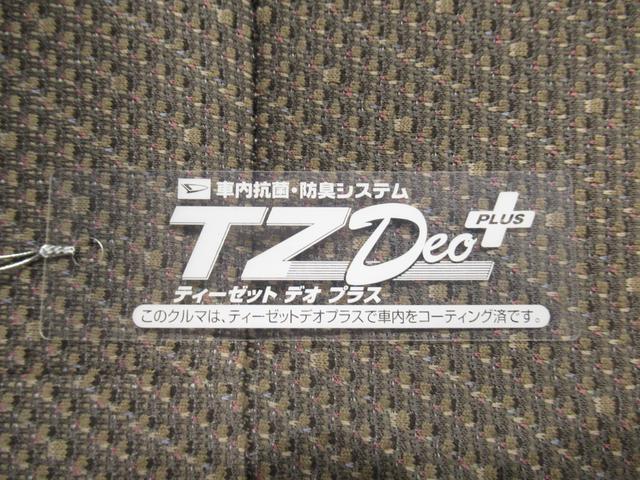 車内抗菌・防臭システム
TZ Deo PLUS
ティーゼット デオ プラス
このクルマは、ティーゼットデオプラスで車内をコーティング済です。